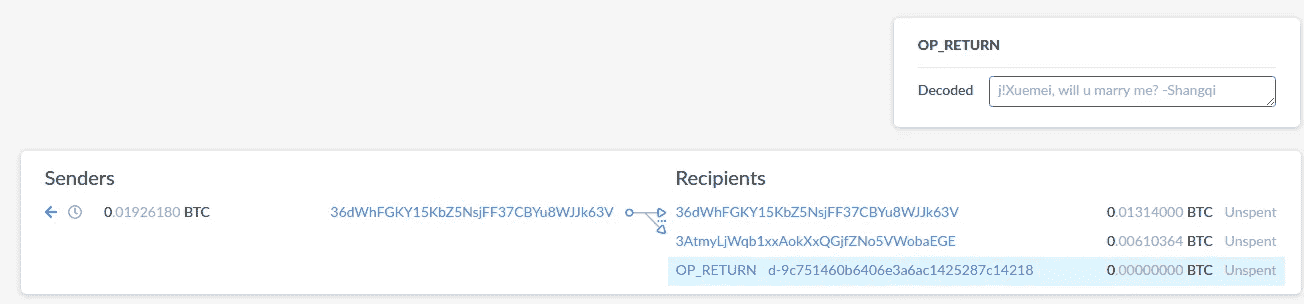 OP_RETURN
Decoded j!Xuemei, will u marry me? -Shangqi
Senders
0.01926180 BTC 36dWhFGKY15KbZ5NsjFF37CBYu8WJJk63V
Recipients
36dWhFGKY15KbZ5NsjFF37CBYu8WJJk63V 0.01314000 BTC Unspent
3AtmyLjWqb1xxAokXxQGjfZNo5VWobaEGE 0.00610364 BTC Unspent
OP_RETURN d-9c751460b6406e3a6ac1425287c14218 0.00000000 BTC Unspent